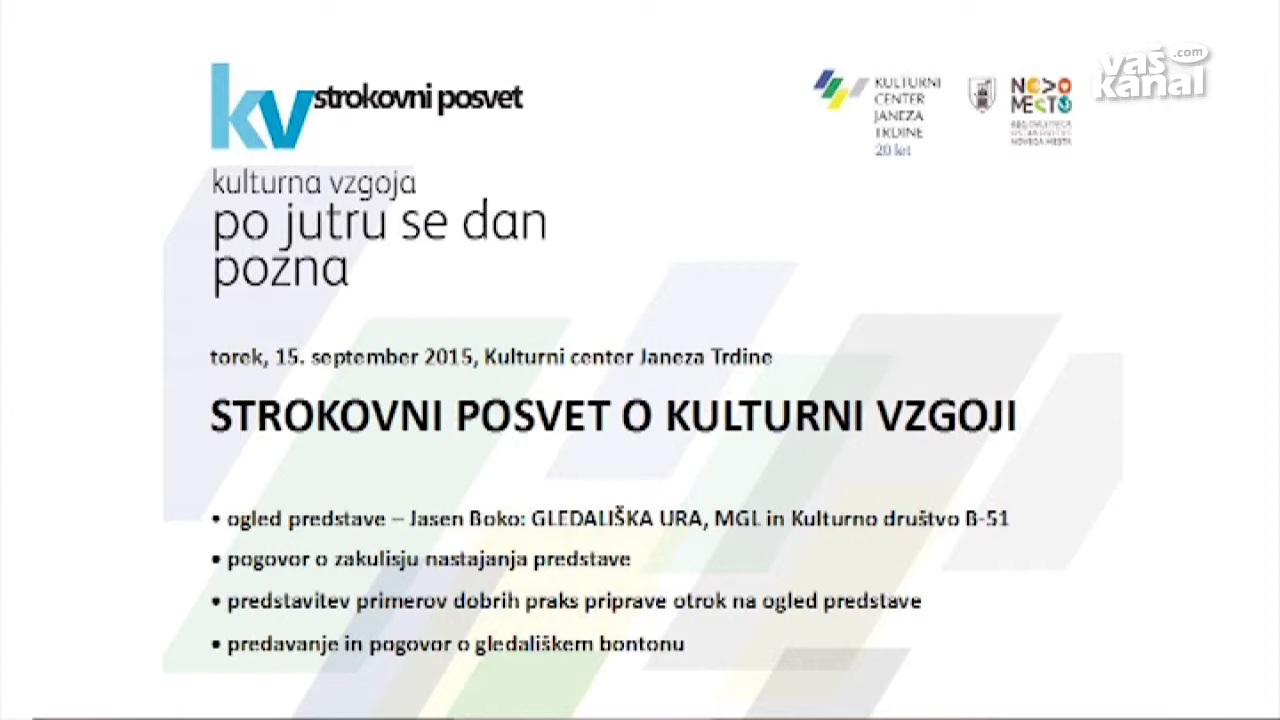 kv strokovni posvet
KULTURNI
CENTER
JANEZA
TRDINE
20 let
NOVO
MESTO
vaš
.com
kanal
kulturna vzgoja
po jutru se dan
pozna
torek, 15. september 2015, Kulturni center Janeza Trdine
STROKOVNI POSVET O KULTURNI VZGOJI
• ogled predstave – Jasen Boko: GLEDALIŠKA URA, MGL in Kulturno društvo B-51
• pogovor o zakulisju nastajanja predstave
• predstavitev primerov dobrih praks priprave otrok na ogled predstave
• predavanje in pogovor o gledališkem bontonu